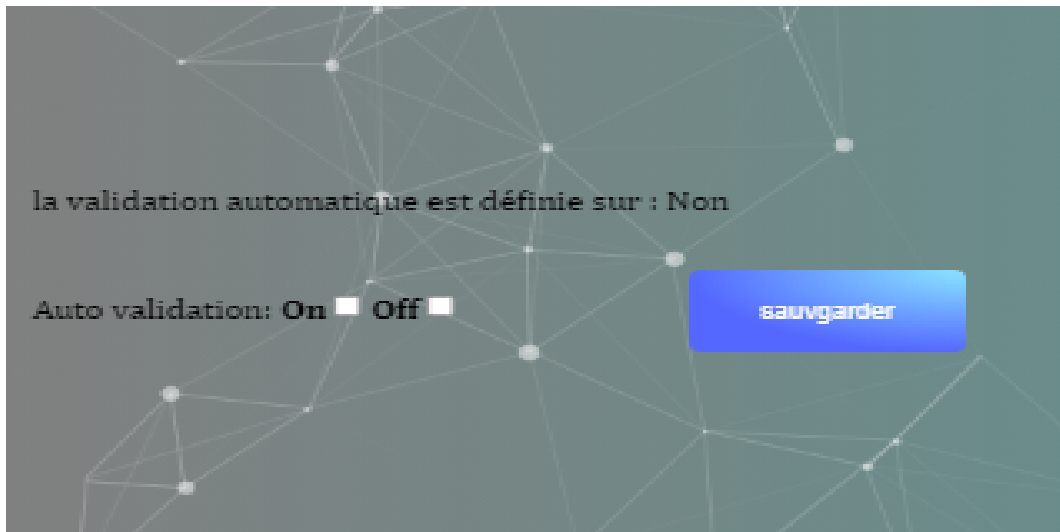 la validation automatique est définie sur : Non
Auto validation: On Off
sauvgarder